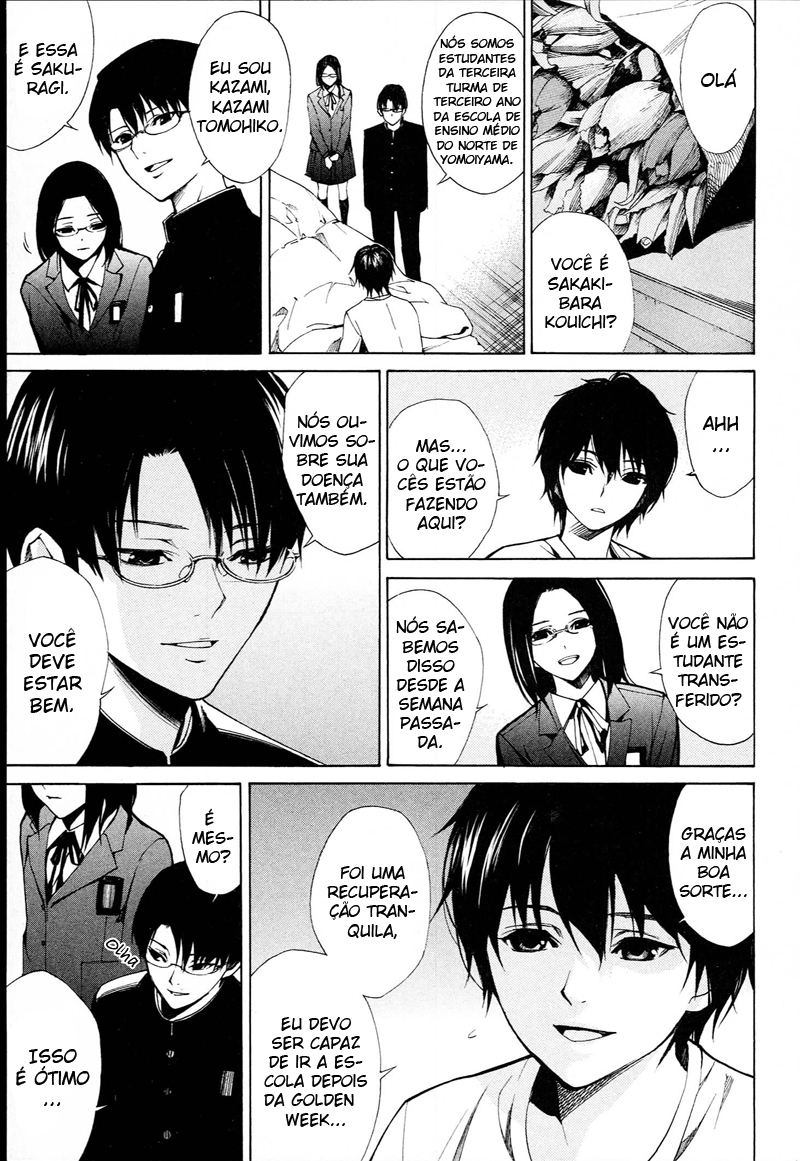 OLÁ
VOCÊ É
SAKAKI-
BARA
KOUICHI?
NÓS SOMOS
ESTUDANTES
DA TERCEIRA
TURMA DE
TERCEIRO ANO
DA ESCOLA DE
ENSINO MÉDIO
DO NORTE DE
YOMOIYAMA.
EU SOU
KAZAMI,
KAZAMI
TOMOHIKO.
E ESSA
É SAKU-
RAGI.
AHH
...
MAS...
O QUE VO-
CÊS ESTÃO
FAZENDO
AQUI?
VOCÊ NÃO
É UM ES-
TUDANTE
TRANS-
FERIDO?
NÓS SA-
BEMOS
DISSO
DESDE A
SEMANA
PASSA-
DA.
NÓS OU-
VIMOS SO-
BRE SUA
DOENÇA
TAMBÉM.
VOCÊ
DEVE
ESTAR
BEM.
GRAÇAS
A MINHA
BOA
SORTE...
FOI UMA
RECUPERA-
ÇÃO TRAN-
QUILA,
EU DEVO
SER CAPAZ
DE IR A ES-
COLA DEPOIS
DA GOLDEN
WEEK...
É
MES-
MO?
Olha
ISSO
É ÓTIMO
...